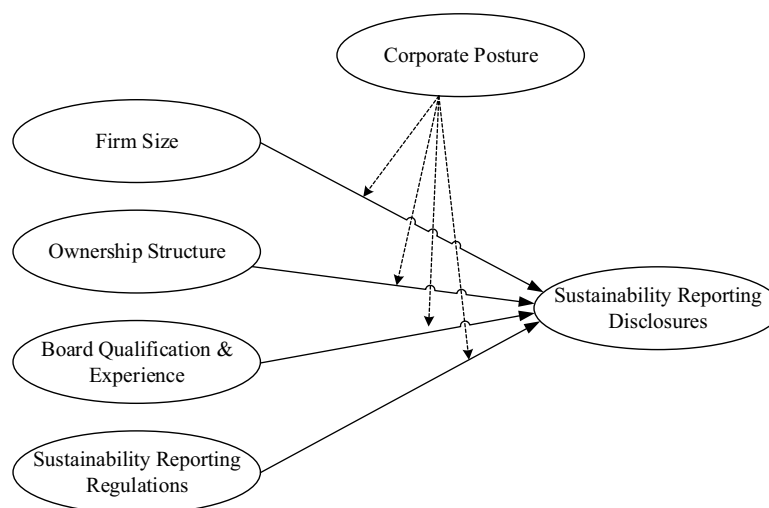 Corporate Posture
Firm Size
Ownership Structure
Sustainability Reporting
Disclosures
Board Qualification &
Experience
Sustainability Reporting
Regulations